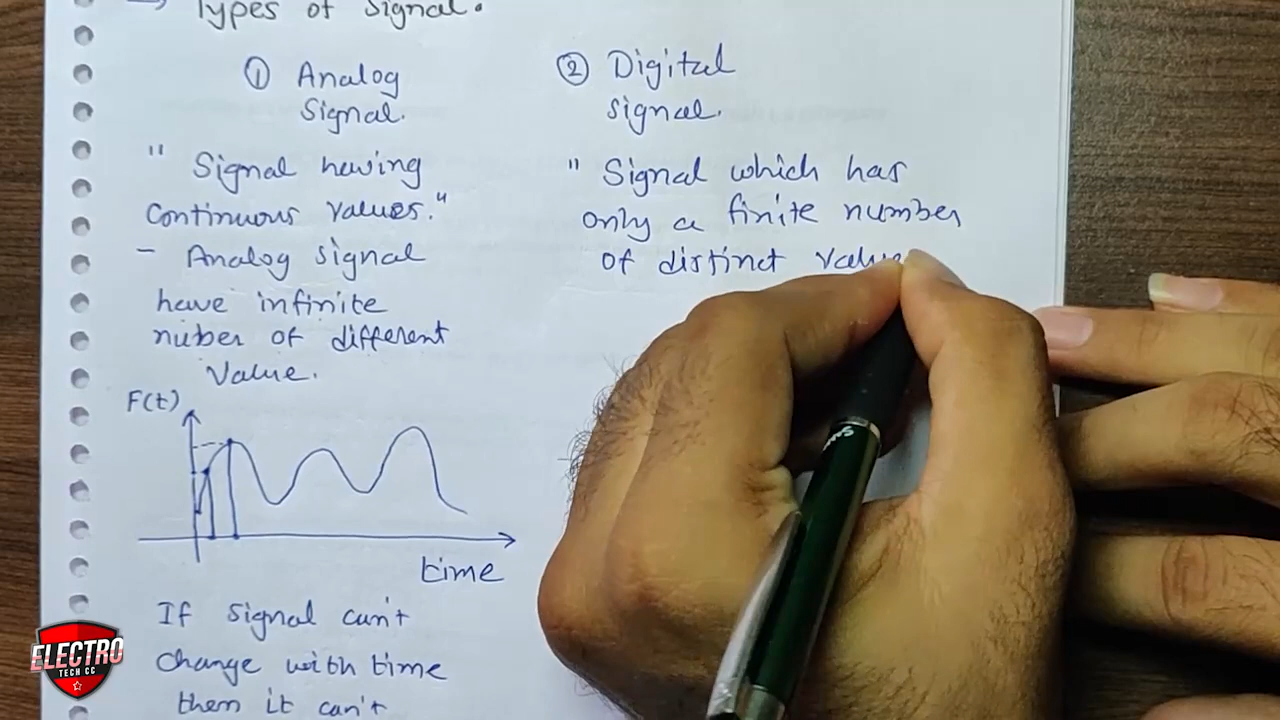 → Types of Signal.
① Analog
Signal.
" Signal hewing
Continuous Values."
- Analog Signal
have infinite
nuber of different
Value.
F(t)
time
If Signal can't
Change with time
then it can't
② Digital
Signal.
" Signal which has
only a finite number
of distinct value
ELECTRO
TECH CC